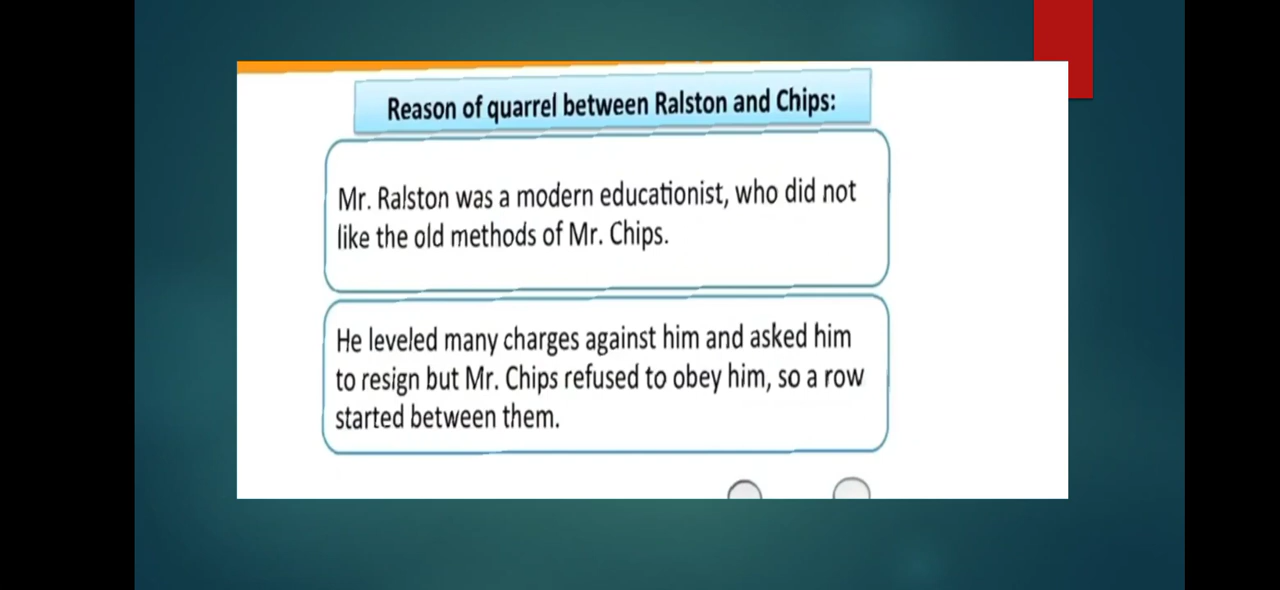 Reason of quarrel between Ralston and Chips:
Mr. Ralston was a modern educationist, who did not
like the old methods of Mr. Chips.
He leveled many charges against him and asked him
to resign but Mr. Chips refused to obey him, so a row
started between them.